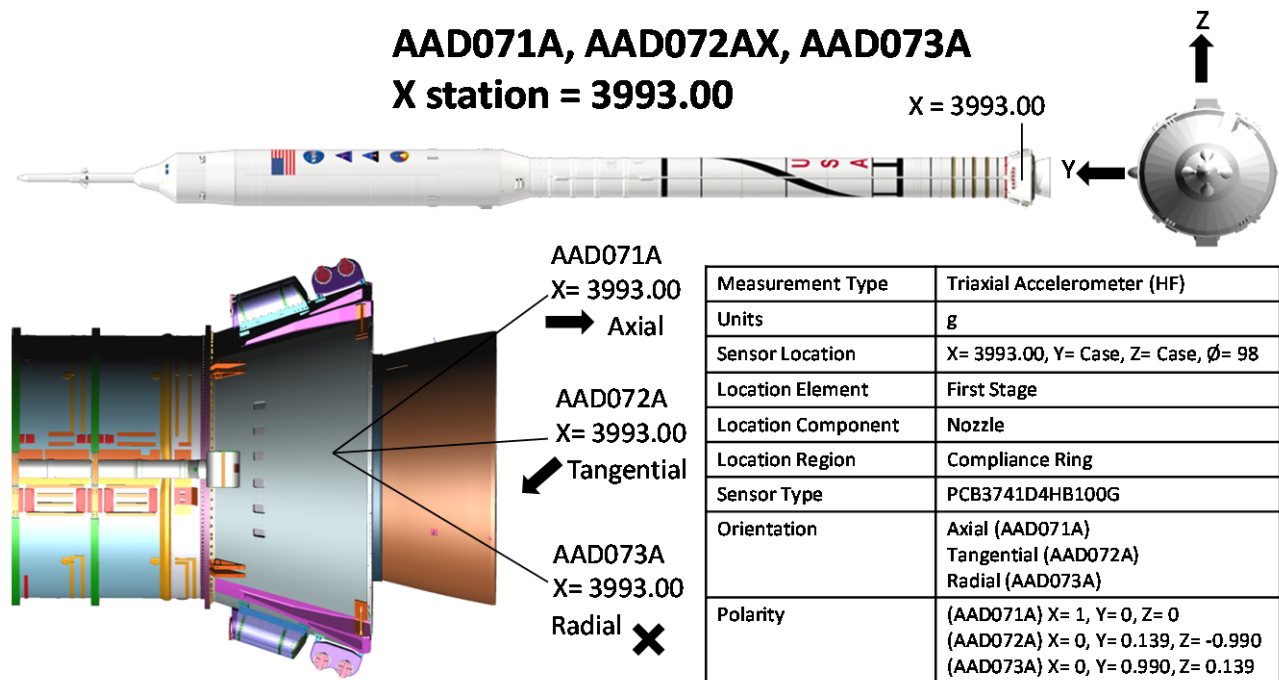 AAD071A, AAD072AX, AAD073A
X station = 3993.00
X = 3993.00
Z
Y
USA
AAD071A
X= 3993.00
Axial
AAD072A
X= 3993.00
Tangential
AAD073A
X= 3993.00
Radial
Measurement Type Triaxial Accelerometer (HF)
Units g
Sensor Location X= 3993.00, Y= Case, Z= Case, Ø= 98
Location Element First Stage
Location Component Nozzle
Location Region Compliance Ring
Sensor Type PCB3741D4HB100G
Orientation Axial (AAD071A)
Tangential (AAD072A)
Radial (AAD073A)
Polarity (AAD071A) X= 1, Y= 0, Z= 0
(AAD072A) X= 0, Y= 0.139, Z= -0.990
(AAD073A) X= 0, Y= 0.990, Z= 0.139